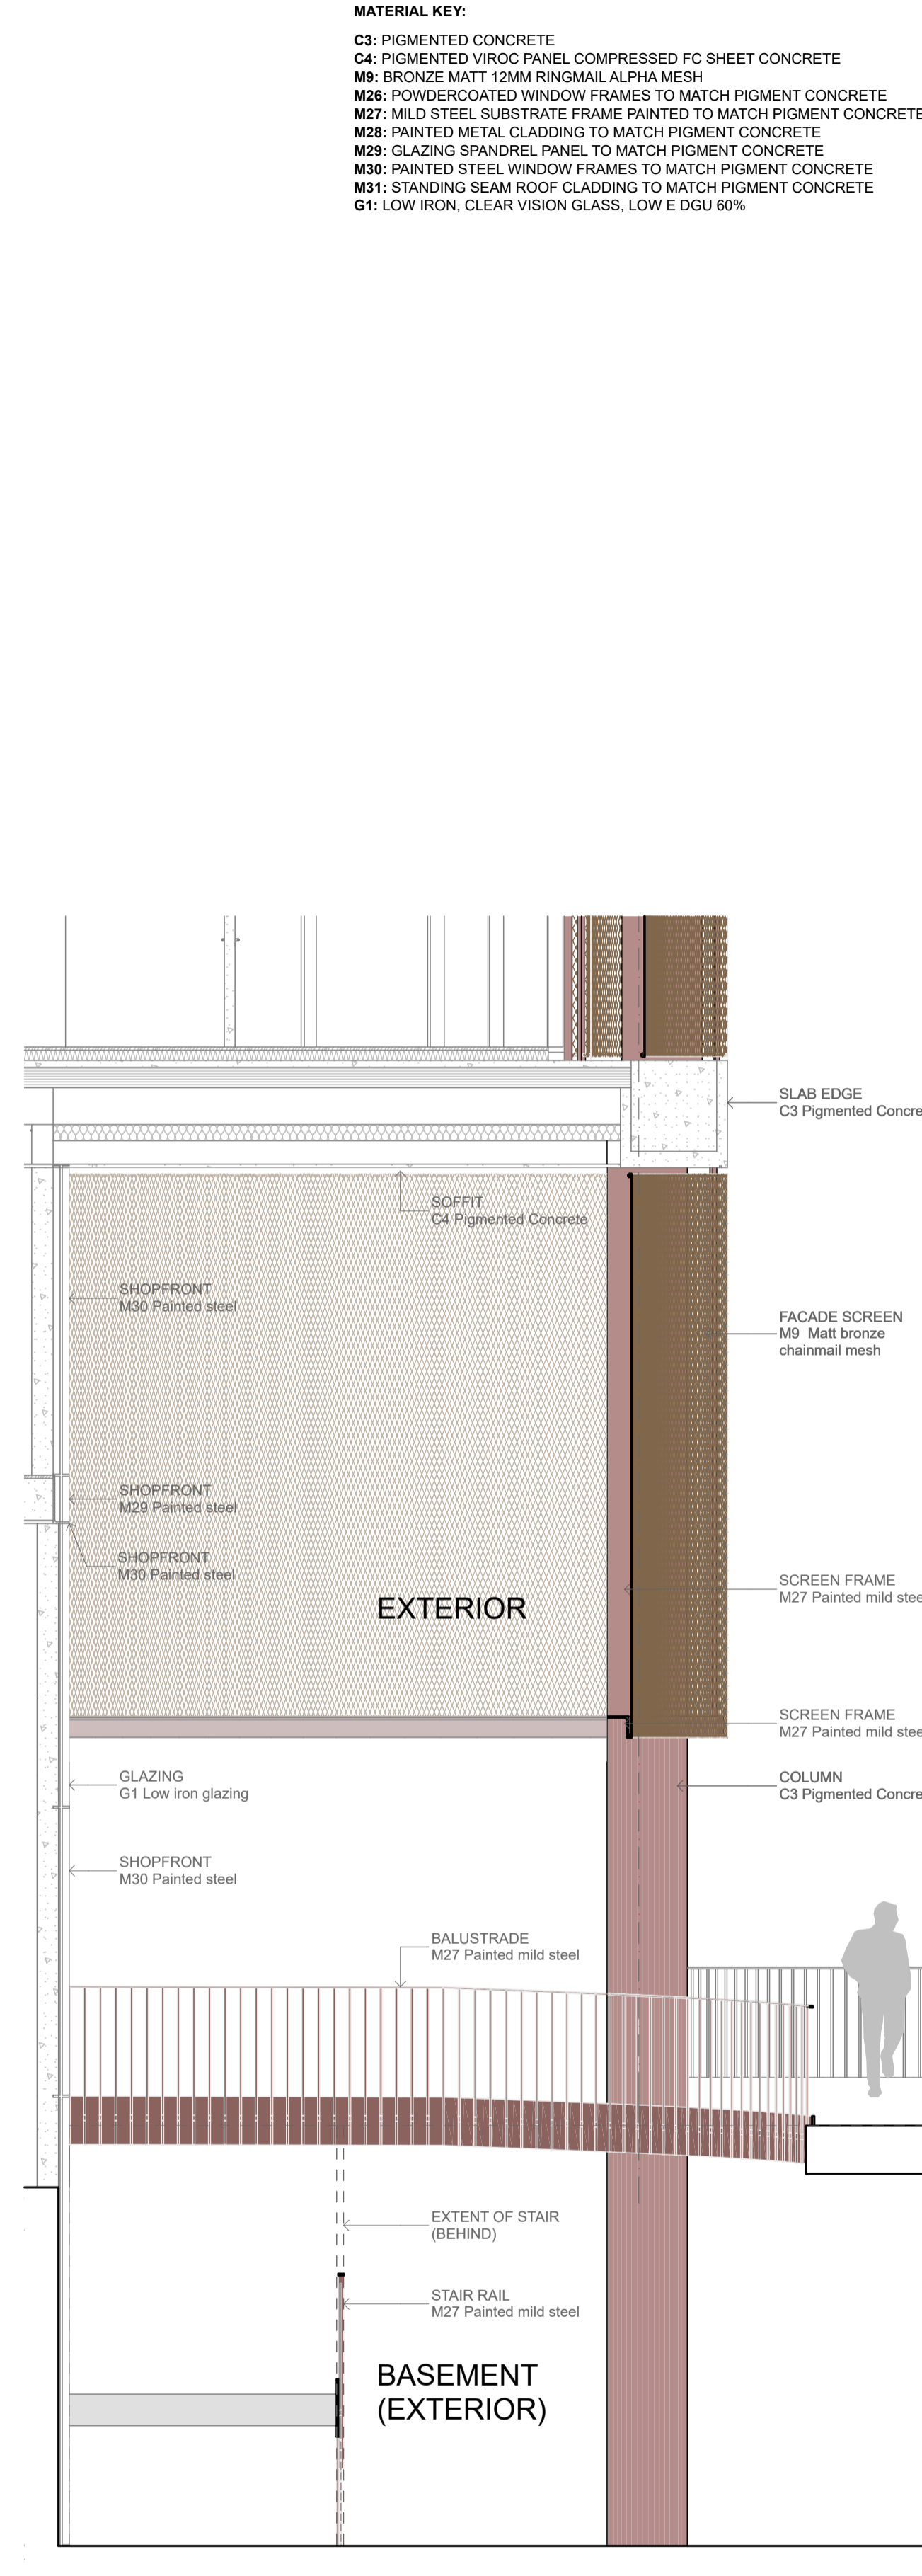 MATERIAL KEY:
C3: PIGMENTED CONCRETE
C4: PIGMENTED VIROC PANEL COMPRESSED FC SHEET CONCRETE
M9: BRONZE MATT 12MM RINGMAIL ALPHA MESH
M26: POWDERCOATED WINDOW FRAMES TO MATCH PIGMENT CONCRETE
M27: MILD STEEL SUBSTRATE FRAME PAINTED TO MATCH PIGMENT CONCRETE
M28: PAINTED METAL CLADDING TO MATCH PIGMENT CONCRETE
M29: GLAZING SPANDREL PANEL TO MATCH PIGMENT CONCRETE
M30: PAINTED STEEL WINDOW FRAMES TO MATCH PIGMENT CONCRETE
M31: STANDING SEAM ROOF CLADDING TO MATCH PIGMENT CONCRETE
G1: LOW IRON, CLEAR VISION GLASS, LOW E DGU 60%
SLAB EDGE
C3 Pigmented Concre
SOFFIT
C4 Pigmented Concrete
SHOPFRONT
M30 Painted steel
FACADE SCREEN
M9 Matt bronze
chainmail mesh
SHOPFRONT
M29 Painted steel
SHOPFRONT
M30 Painted steel
SCREEN FRAME
M27 Painted mild stee
EXTERIOR
SCREEN FRAME
M27 Painted mild stee
GLAZING
G1 Low iron glazing
COLUMN
C3 Pigmented Concre
SHOPFRONT
M30 Painted steel
BALUSTRADE
M27 Painted mild steel
EXTENT OF STAIR
(BEHIND)
STAIR RAIL
M27 Painted mild steel
BASEMENT
(EXTERIOR)